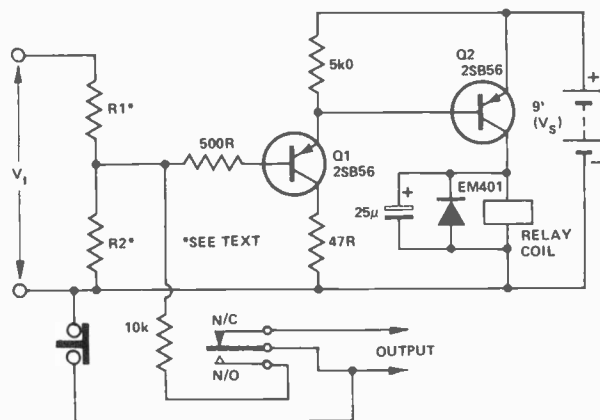 R1*
V1
R2*
500R
5k0
Q1
2SB56
47R
*SEE TEXT
Q2
2SB56
EM401
25µ
+
RELAY
COIL
9'
(VS)
+
−
10k
N/C
N/O
OUTPUT